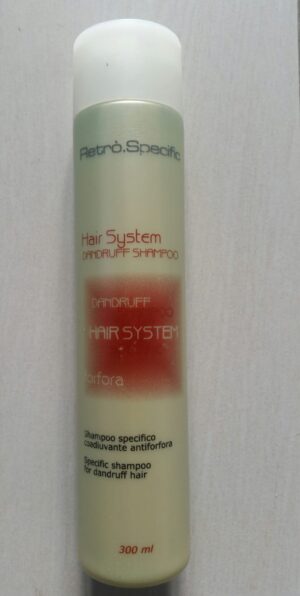 Retrò.Specific
Hair System
DANDRUFF SHAMPOO
DANDRUFF
HAIR SYSTEM
forfora
Shampoo specifico
coadiuvante antiforfora
Specific shampoo
for dandruff hair
300 ml